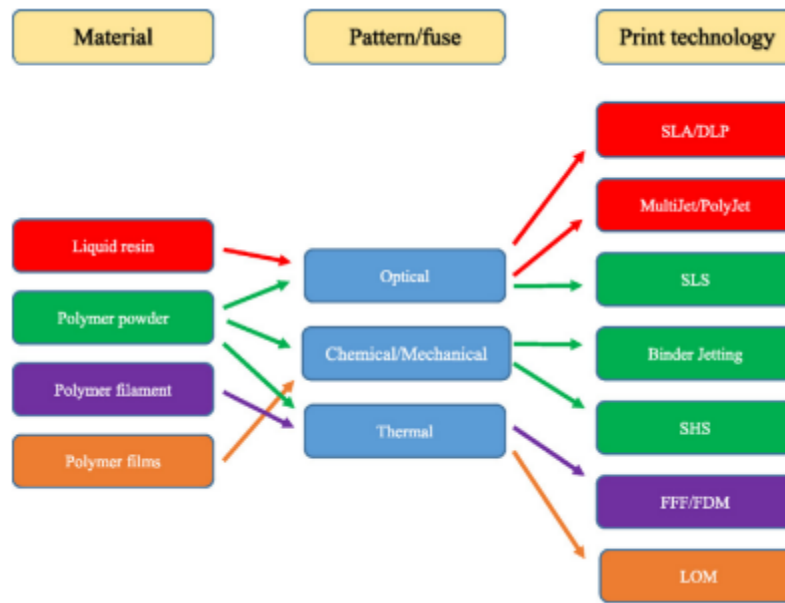 Material
Pattern/fuse
Print technology
SLA/DLP
MultiJet/PolyJet
Liquid resin
Optical
SLS
Polymer powder
Chemical/Mechanical
Binder Jetting
Polymer filament
Thermal
SHS
Polymer films
FFF/FDM
LOM